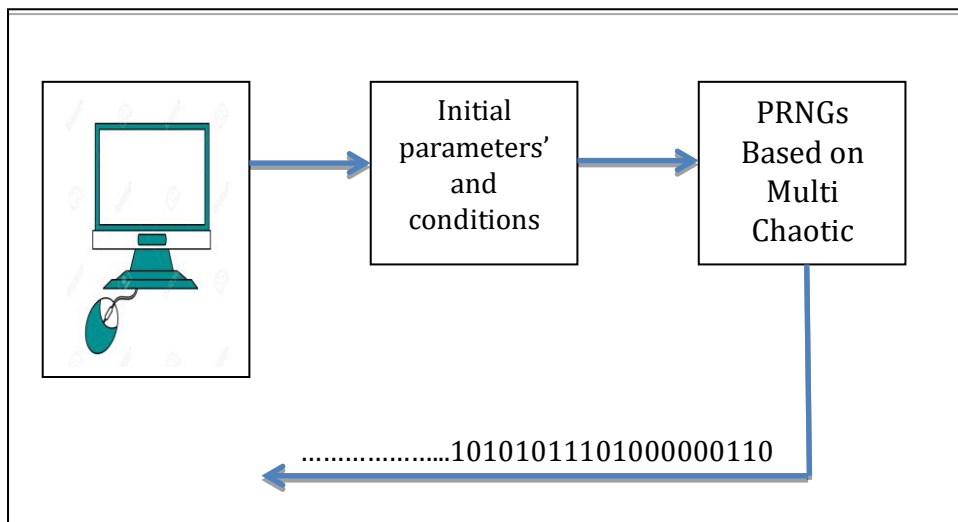 Initial
parameters’
and
conditions
PRNGs
Based on
Multi
Chaotic
………………...10101011101000000110